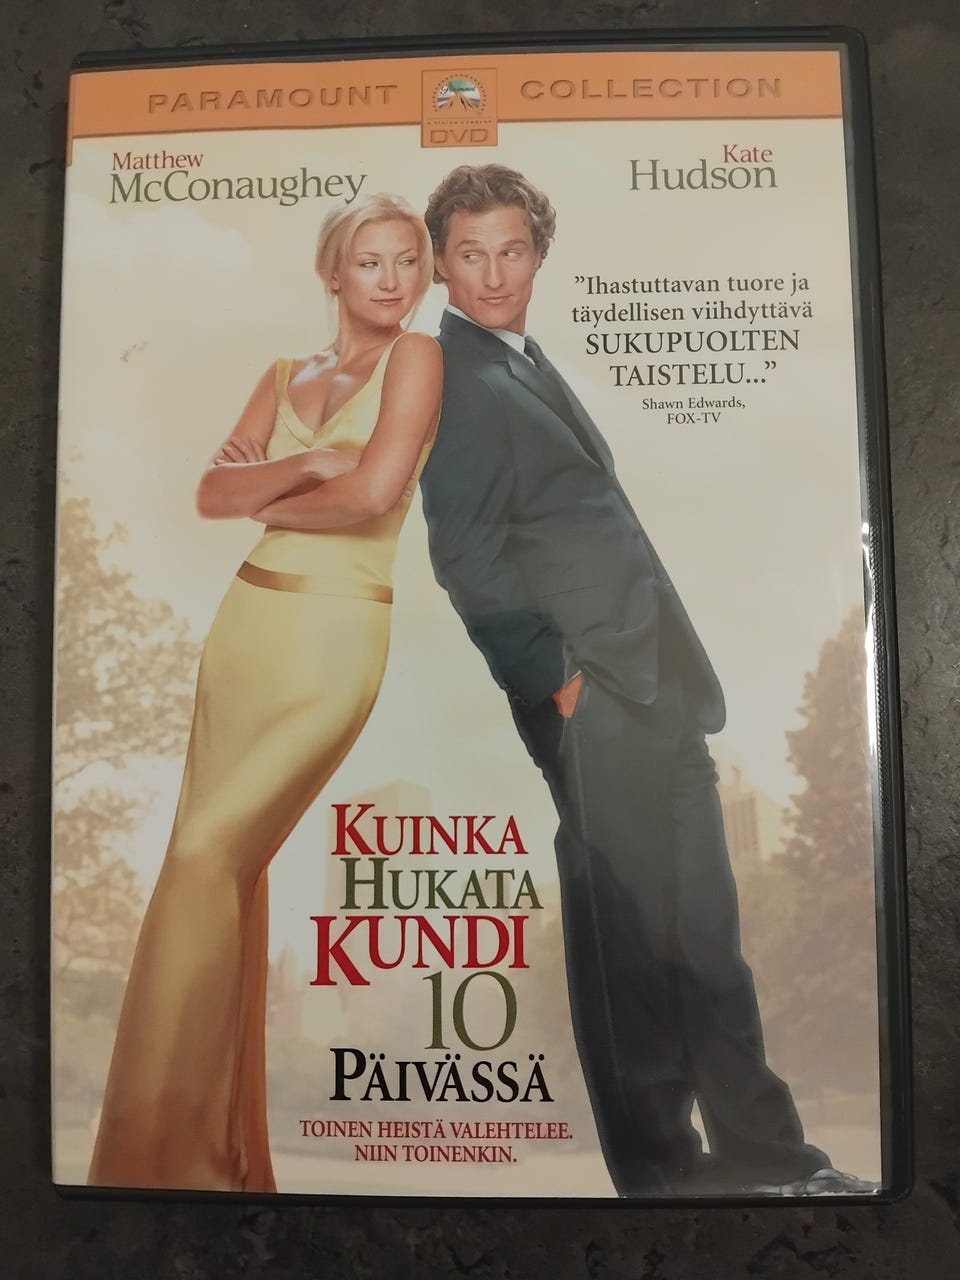 PARAMOUNT COLLECTION
Paramount
DVD
Matthew
McConaughey
Kate
Hudson
”Ihastuttavan tuore ja
täydellisen viihdyttävä
SUKUPUOLTEN
TAISTELU...”
Shawn Edwards,
FOX-TV
KUINKA
HUKATA
KUNDI
10
PÄIVÄSSÄ
TOINEN HEISTÄ VALEHTELEE.
NIIN TOINENKIN.